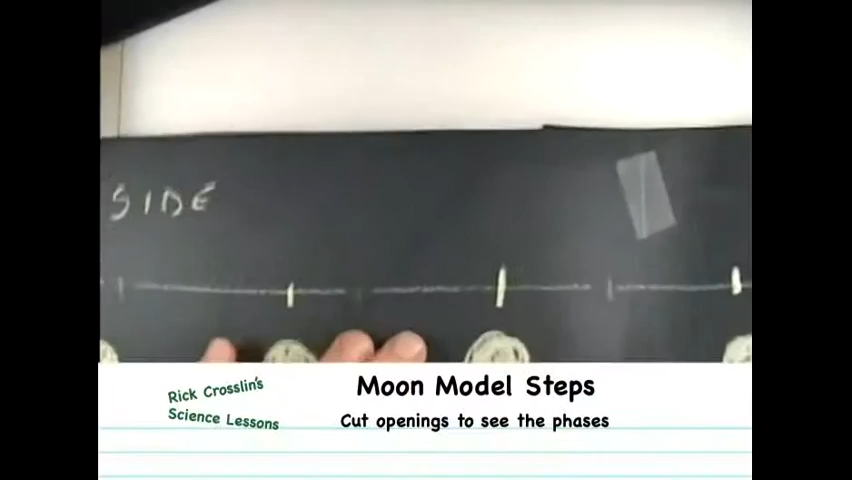 SIDE
Rick Crosslin's
Science Lessons
Moon Model Steps
Cut openings to see the phases